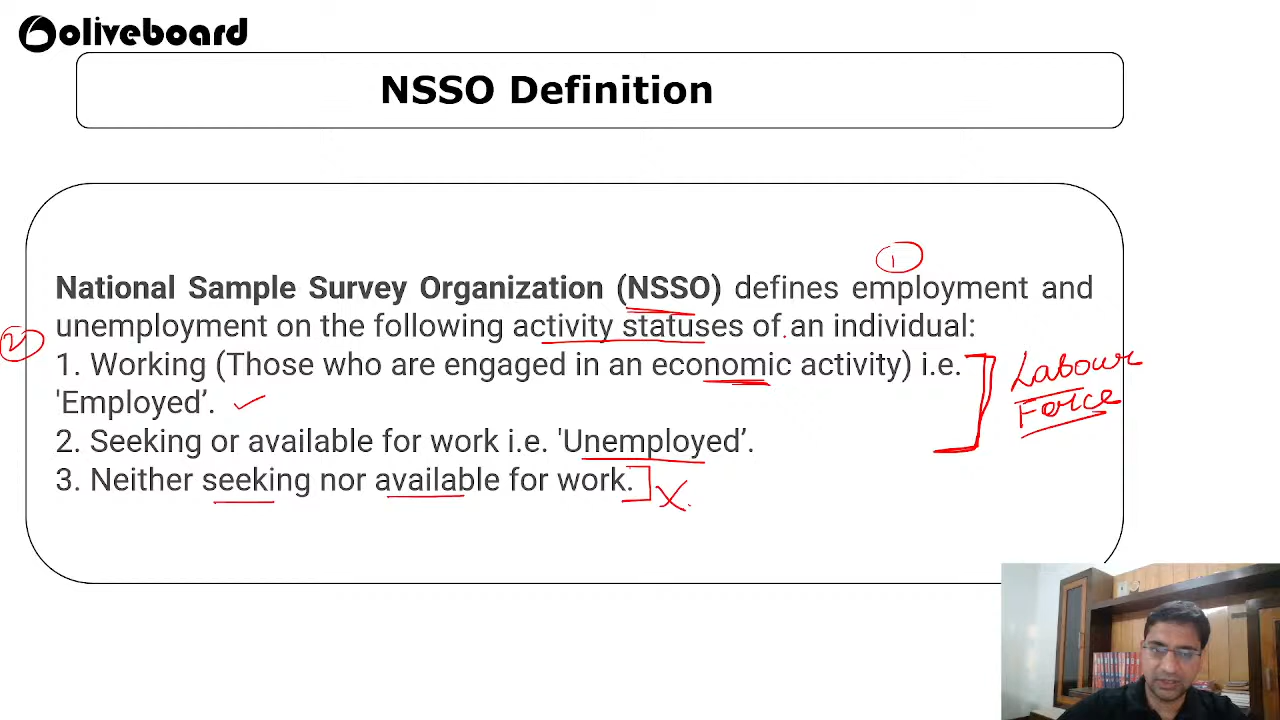 oliveboard
NSSO Definition
1
National Sample Survey Organization (NSSO) defines employment and
unemployment on the following activity statuses of an individual:
2
1. Working (Those who are engaged in an economic activity) i.e.
'Employed’.
2. Seeking or available for work i.e. 'Unemployed’.
3. Neither seeking nor available for work.
X
Labour
Force